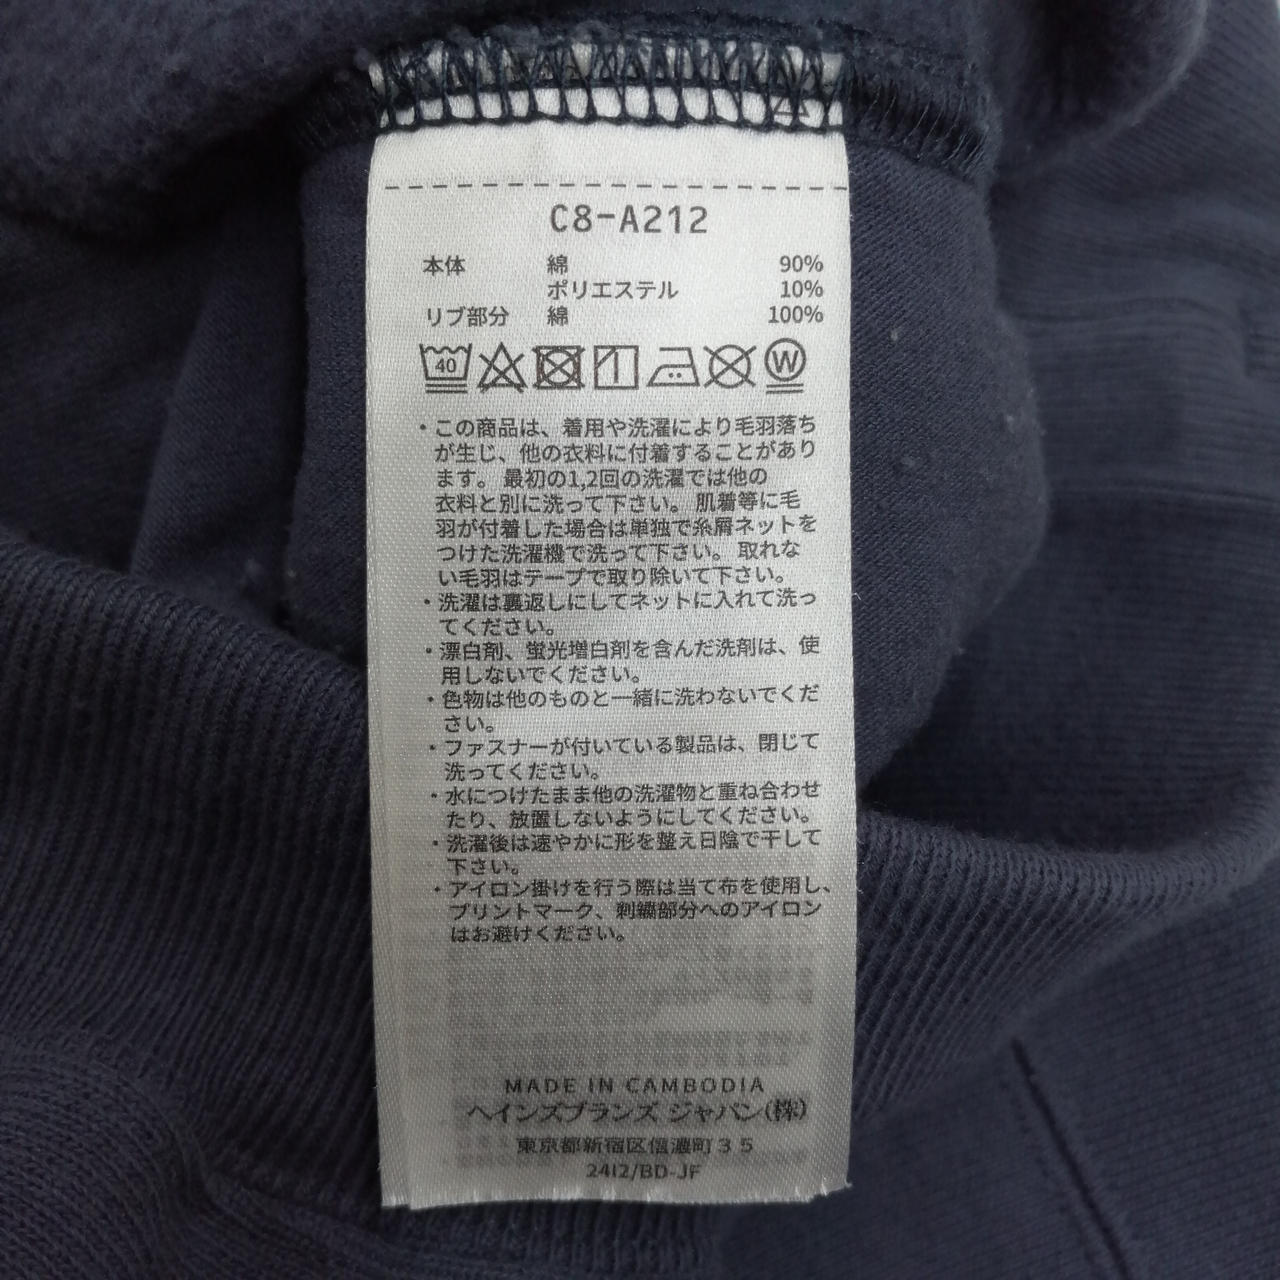 C8-A212
本体 綿 90%
ポリエステル 10%
リブ部分 綿 100%
40 W
・この商品は、着用や洗濯により毛羽落ち
が生じ、他の衣料に付着することがあり
ます。最初の1,2回の洗濯では他の
衣料と別に洗って下さい。肌着等に毛
羽が付着した場合は単独で糸屑ネットを
つけた洗濯機で洗って下さい。取れな
い毛羽はテープで取り除いて下さい。
・洗濯は裏返しにしてネットに入れて洗っ
てください。
・漂白剤、蛍光増白剤を含んだ洗剤は、使
用しないでください。
・色物は他のものと一緒に洗わないでくだ
さい。
・ファスナーが付いている製品は、閉じて
洗ってください。
・水につけたまま他の洗濯物と重ね合わせ
たり、放置しないようにしてください。
・洗濯後は速やかに形を整え日陰で干して
下さい。
・アイロン掛けを行う際は当て布を使用し、
プリントマーク、刺繍部分へのアイロン
はお避けください。
MADE IN CAMBODIA
ヘインズブランズ ジャパン(株)
東京都新宿区信濃町35
2412/BD-JF